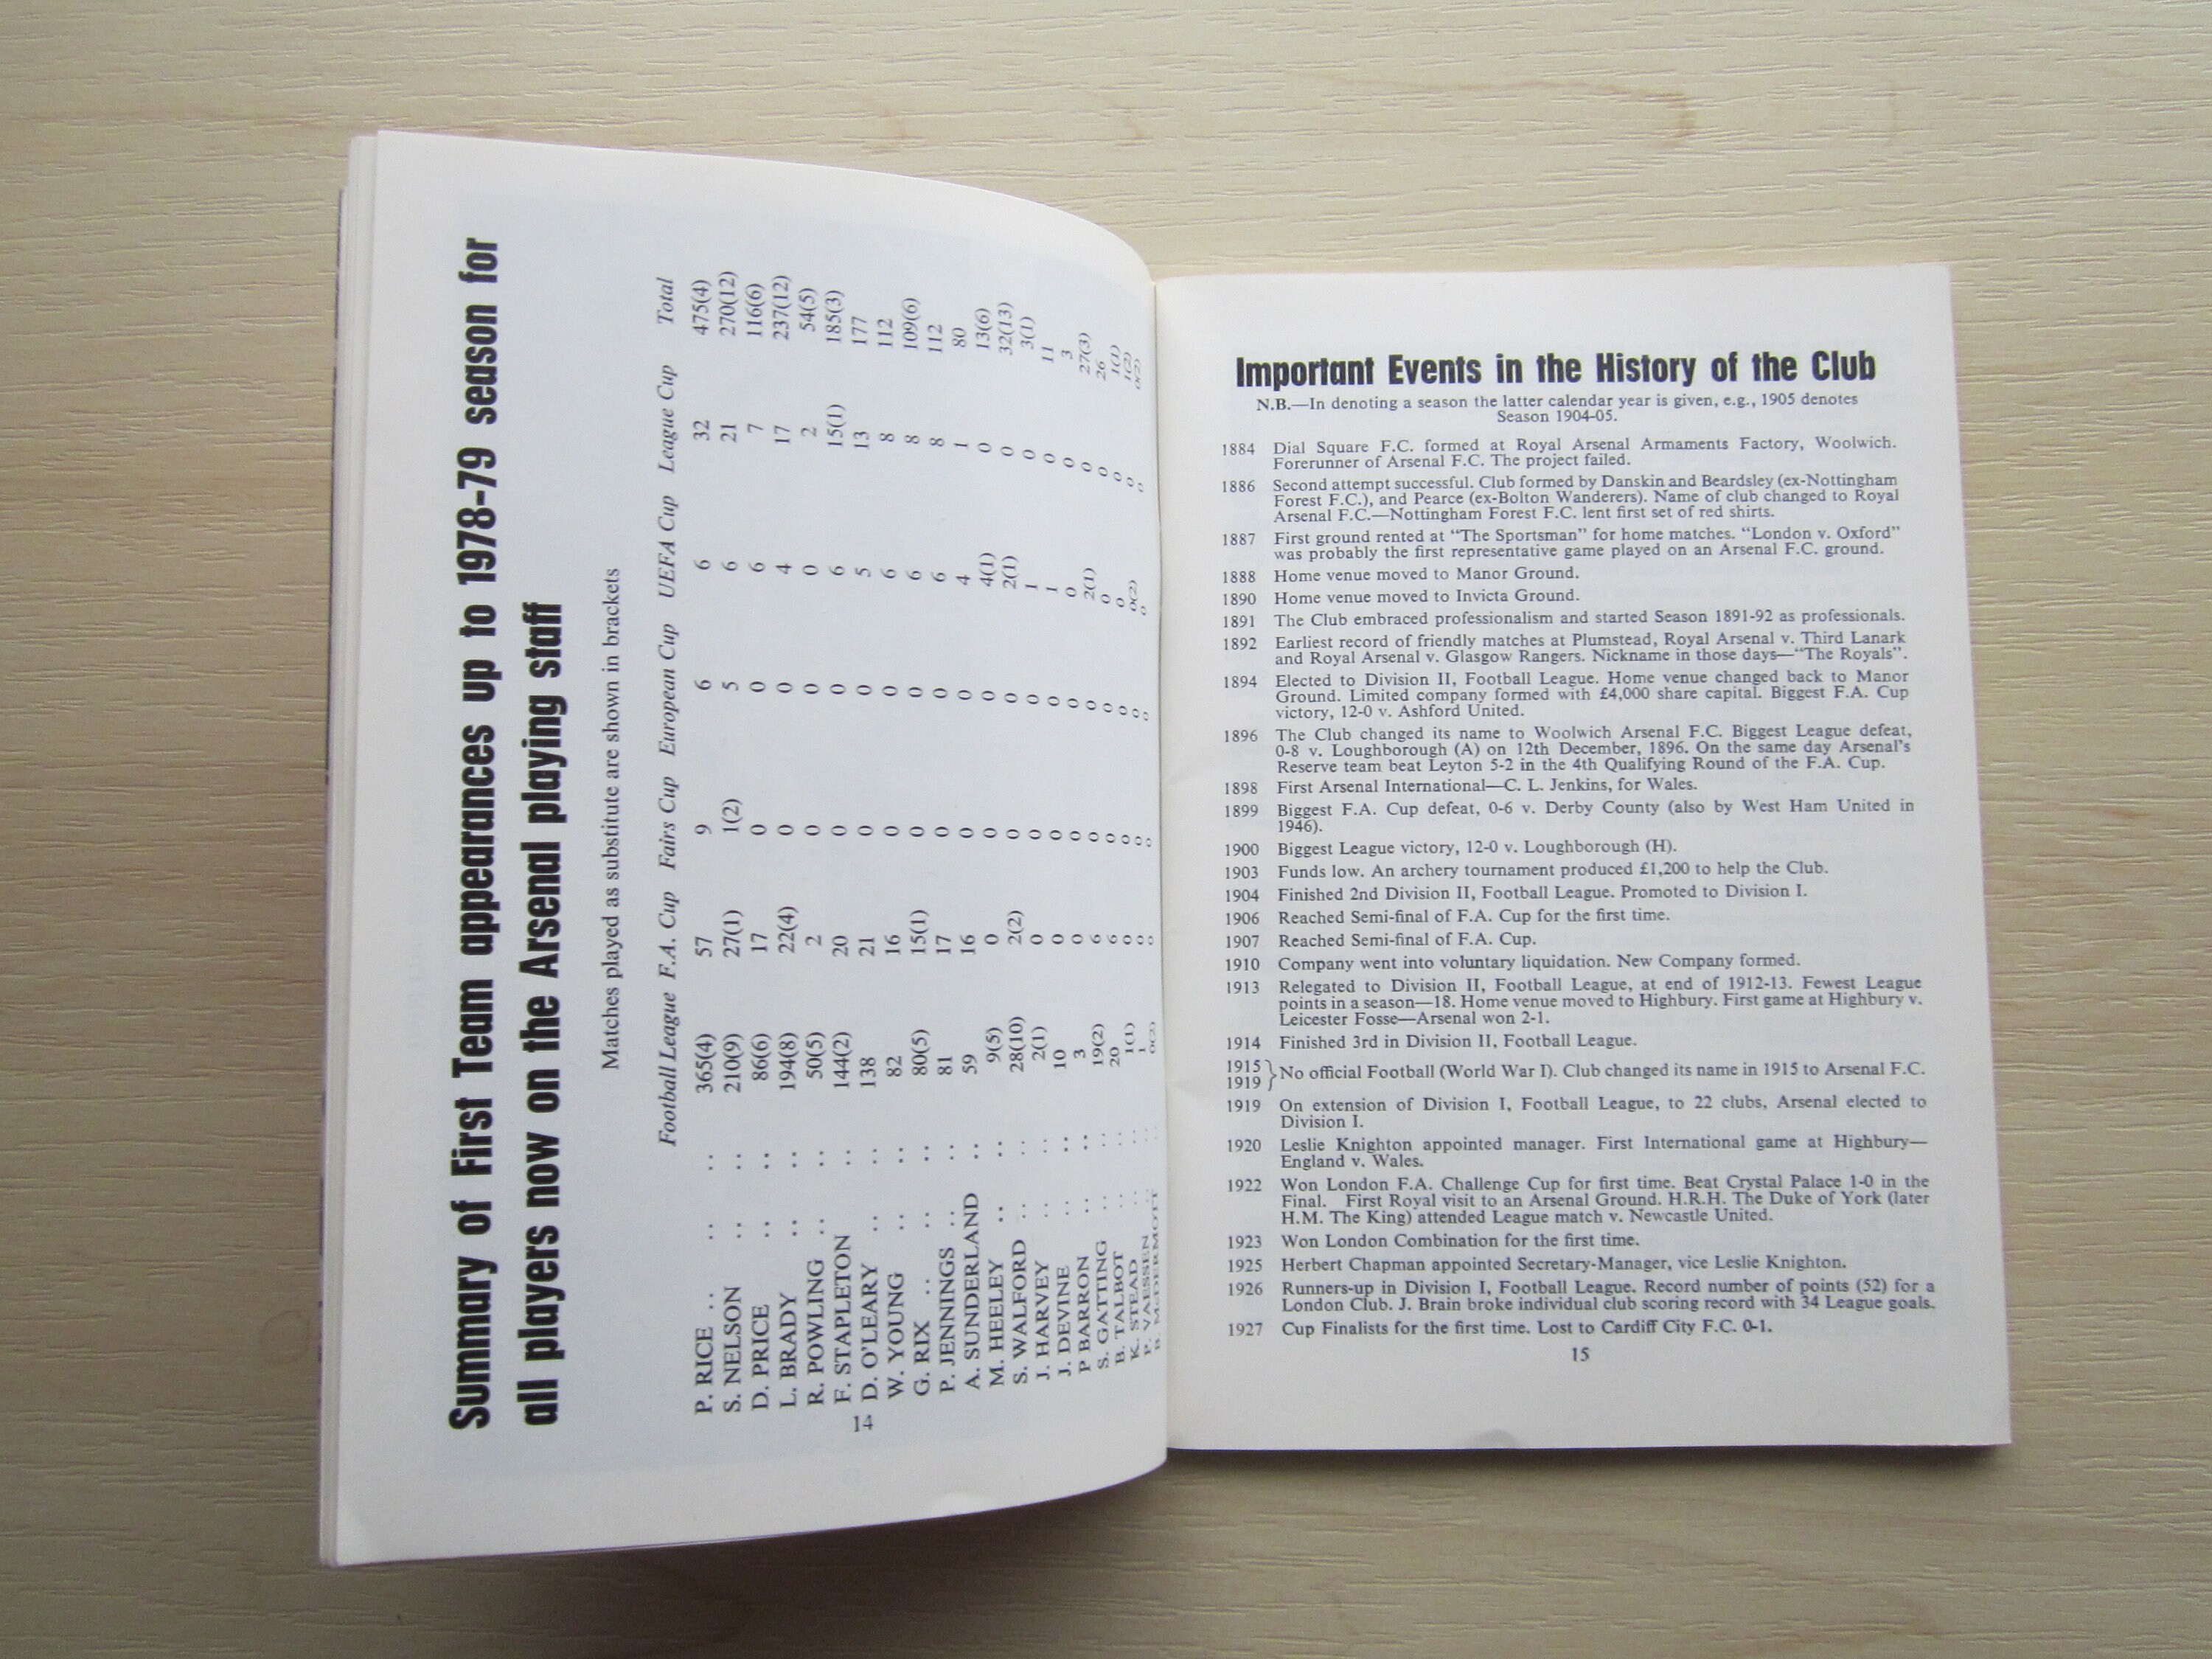 Summary of First Team appearances up to 1978-79 season for
all players now on the Arsenal playing staff
Matches played as substitute are shown in brackets
Football League F.A. Cup Fairs Cup European Cup UEFA Cup League Cup Total
P. RICE .. .. .. 365(4) 57 9 6 6 32 475(4)
S. NELSON .. .. 210(9) 27(1) 1(2) 5 6 21 270(12)
D. PRICE .. .. 86(6) 17 0 0 6 7 116(6)
L. BRADY .. .. 194(8) 22(4) 0 0 4 17 237(12)
R. POWLING .. .. 50(5) 2 0 0 0 2 54(5)
F. STAPLETON .. 144(2) 20 0 0 6 15(1) 185(3)
D. O'LEARY .. .. 138 21 0 0 5 13 177
W. YOUNG .. .. 82 16 0 0 6 8 112
G. RIX .. .. .. 80(5) 15(1) 0 0 6 8 109(6)
P. JENNINGS .. .. 81 17 0 0 6 8 112
A. SUNDERLAND .. 59 16 0 0 4 1 80
M. HEELEY .. .. 9(5) 0 0 0 4(1) 0 13(6)
S. WALFORD .. .. 28(10) 2(2) 0 0 2(1) 0 32(13)
J. HARVEY .. .. 2(1) 0 0 0 1 0 3(1)
J. DEVINE .. .. 10 0 0 0 1 0 11
P BARRON .. .. 3 0 0 0 0 0 3
S. GATTING .. .. 19(2) 6 0 0 2(1) 0 27(3)
B. TALBOT .. .. 20 6 0 0 0 0 26
K. STEAD .. .. 1(1) 0 0 0 0 0 1(1)
P. VAESSEN .. .. 1 0 0 0 0(2) 0 1(2)
B. McDERMOTT .. 0(2) 0 0 0 0 0 0(2)
14
Important Events in the History of the Club
N.B.—In denoting a season the latter calendar year is given, e.g., 1905 denotes
Season 1904-05.
1884 Dial Square F.C. formed at Royal Arsenal Armaments Factory, Woolwich.
Forerunner of Arsenal F.C. The project failed.
1886 Second attempt successful. Club formed by Danskin and Beardsley (ex-Nottingham
Forest F.C.), and Pearce (ex-Bolton Wanderers). Name of club changed to Royal
Arsenal F.C.—Nottingham Forest F.C. lent first set of red shirts.
1887 First ground rented at "The Sportsman" for home matches. "London v. Oxford"
was probably the first representative game played on an Arsenal F.C. ground.
1888 Home venue moved to Manor Ground.
1890 Home venue moved to Invicta Ground.
1891 The Club embraced professionalism and started Season 1891-92 as professionals.
1892 Earliest record of friendly matches at Plumstead, Royal Arsenal v. Third Lanark
and Royal Arsenal v. Glasgow Rangers. Nickname in those days—"The Royals".
1894 Elected to Division II, Football League. Home venue changed back to Manor
Ground. Limited company formed with £4,000 share capital. Biggest F.A. Cup
victory, 12-0 v. Ashford United.
1896 The Club changed its name to Woolwich Arsenal F.C. Biggest League defeat,
0-8 v. Loughborough (A) on 12th December, 1896. On the same day Arsenal's
Reserve team beat Leyton 5-2 in the 4th Qualifying Round of the F.A. Cup.
1898 First Arsenal International—C. L. Jenkins, for Wales.
1899 Biggest F.A. Cup defeat, 0-6 v. Derby County (also by West Ham United in
1946).
1900 Biggest League victory, 12-0 v. Loughborough (H).
1903 Funds low. An archery tournament produced £1,200 to help the Club.
1904 Finished 2nd Division II, Football League. Promoted to Division I.
1906 Reached Semi-final of F.A. Cup for the first time.
1907 Reached Semi-final of F.A. Cup.
1910 Company went into voluntary liquidation. New Company formed.
1913 Relegated to Division II, Football League, at end of 1912-13. Fewest League
points in a season—18. Home venue moved to Highbury. First game at Highbury v.
Leicester Fosse—Arsenal won 2-1.
1914 Finished 3rd in Division II, Football League.
1915
1919 } No official Football (World War I). Club changed its name in 1915 to Arsenal F.C.
1919 On extension of Division I, Football League, to 22 clubs, Arsenal elected to
Division I.
1920 Leslie Knighton appointed manager. First International game at Highbury—
England v. Wales.
1922 Won London F.A. Challenge Cup for first time. Beat Crystal Palace 1-0 in the
Final. First Royal visit to an Arsenal Ground. H.R.H. The Duke of York (later
H.M. The King) attended League match v. Newcastle United.
1923 Won London Combination for the first time.
1925 Herbert Chapman appointed Secretary-Manager, vice Leslie Knighton.
1926 Runners-up in Division I, Football League. Record number of points (52) for a
London Club. J. Brain broke individual club scoring record with 34 League goals.
1927 Cup Finalists for the first time. Lost to Cardiff City F.C. 0-1.
15